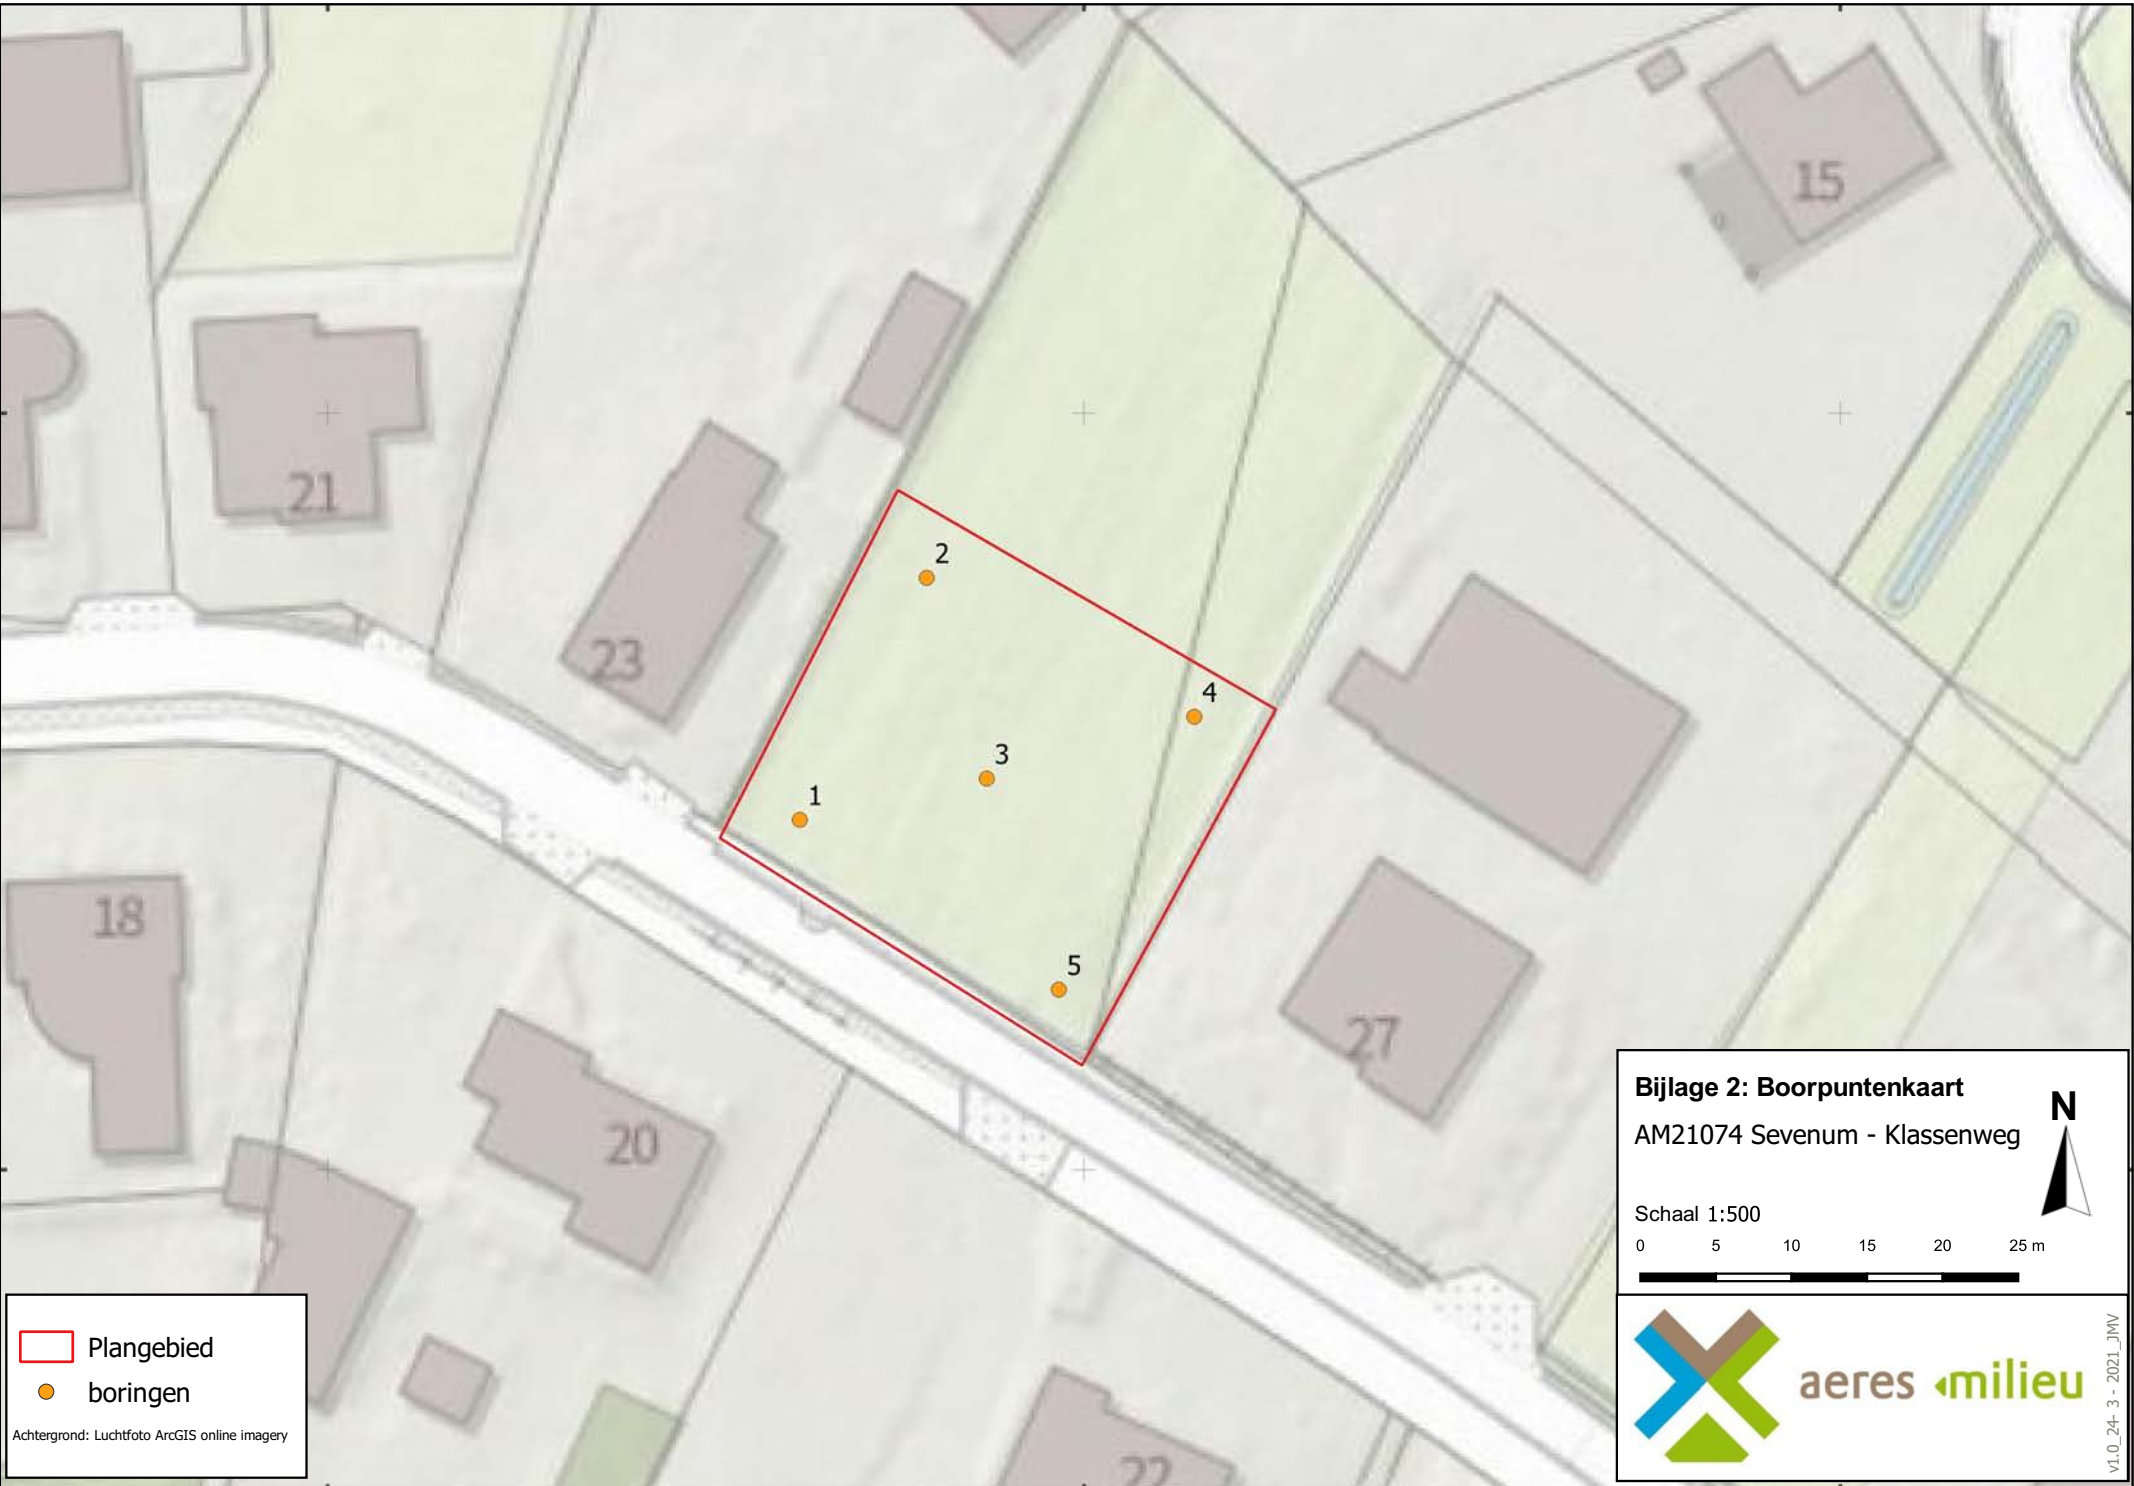 15
21
2
23
4
3
1
18
5
27
20
22
Bijlage 2: Boorpuntenkaart
N
AM21074 Sevenum - Klassenweg
Schaal 1:500
0 5 10 15 20 25 m
Plangebied
boringen
Achtergrond: Luchtfoto ArcGIS online imagery
aeres milieu
v1.0_24- 3 - 2021_JMV